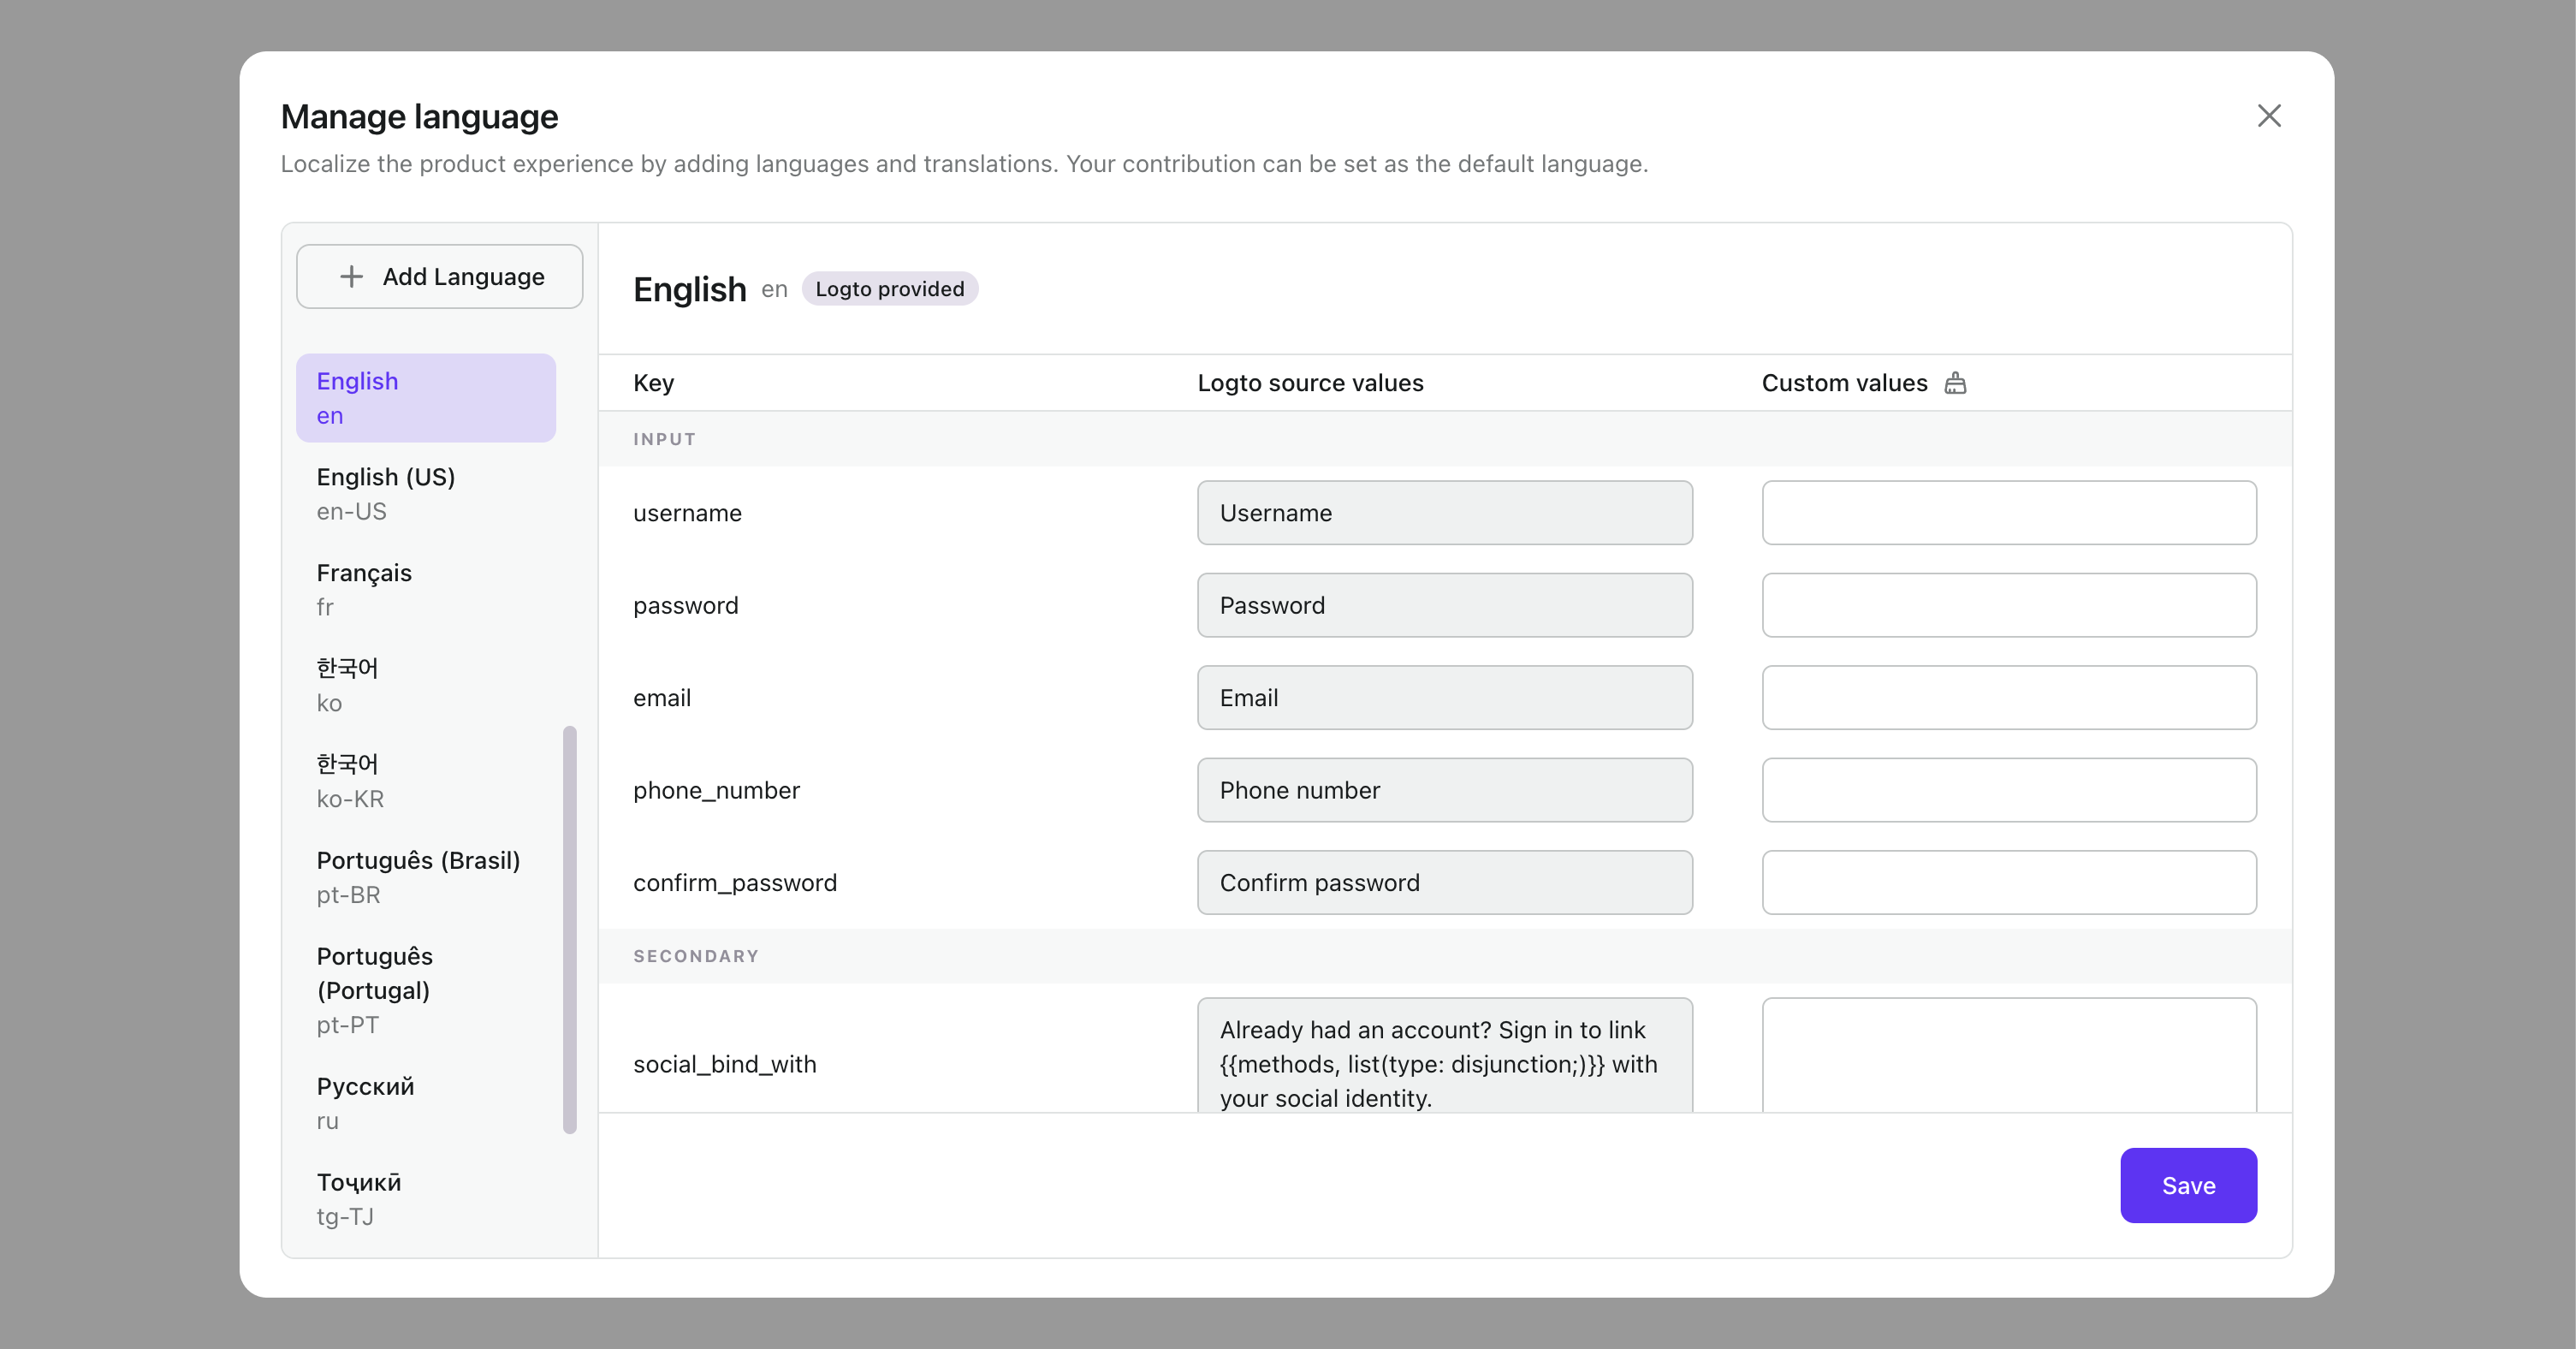 Manage language
Localize the product experience by adding languages and translations. Your contribution can be set as the default language.
Add Language
English
en
English (US)
en-US
Français
fr
한국어
ko
한국어
ko-KR
Português (Brasil)
pt-BR
Português
(Portugal)
pt-PT
Русский
ru
Тоҷикӣ
tg-TJ
English en Logto provided
Key Logto source values Custom values
INPUT
username Username
password Password
email Email
phone_number Phone number
confirm_password Confirm password
SECONDARY
social_bind_with
Already had an account? Sign in to link
{{methods, list(type: disjunction;)}} with
your social identity.
Save